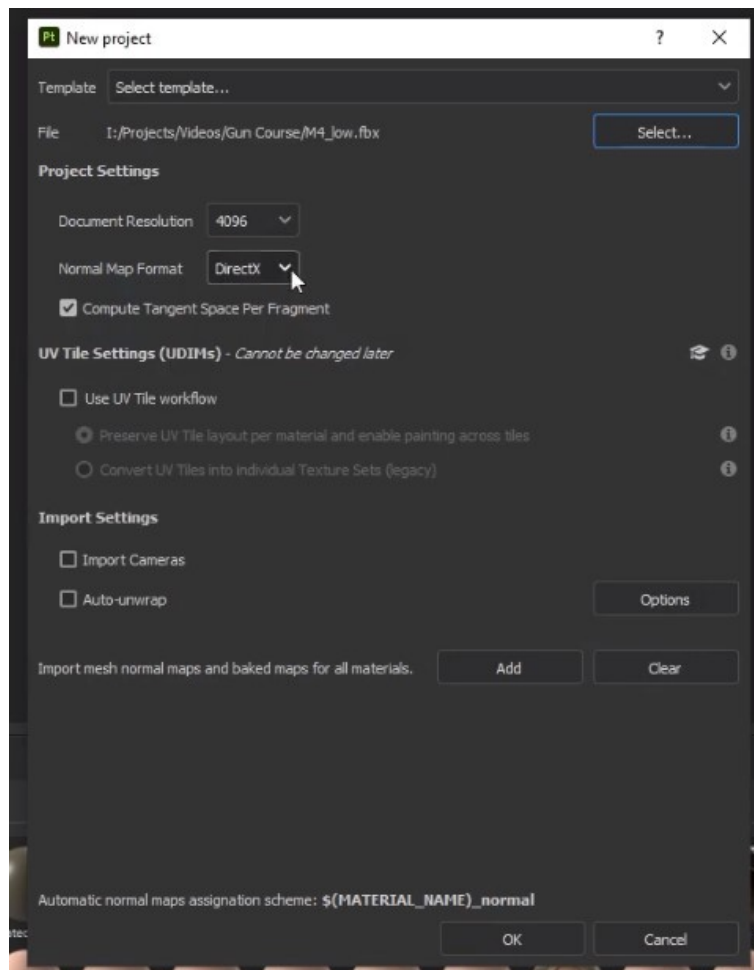 Pt New project ? ×
Template Select template...
File I:/Projects/Videos/Gun Course/M4_low.fbx Select...
Project Settings
Document Resolution 4096
Normal Map Format DirectX
Compute Tangent Space Per Fragment
UV Tile Settings (UDIMs) - Cannot be changed later
Use UV Tile workflow
Preserve UV Tile layout per material and enable painting across tiles
Convert UV Tiles into individual Texture Sets (legacy)
Import Settings
Import Cameras
Auto-unwrap Options
Import mesh normal maps and baked maps for all materials. Add Clear
Automatic normal maps assignation scheme: $(MATERIAL_NAME)_normal
OK Cancel